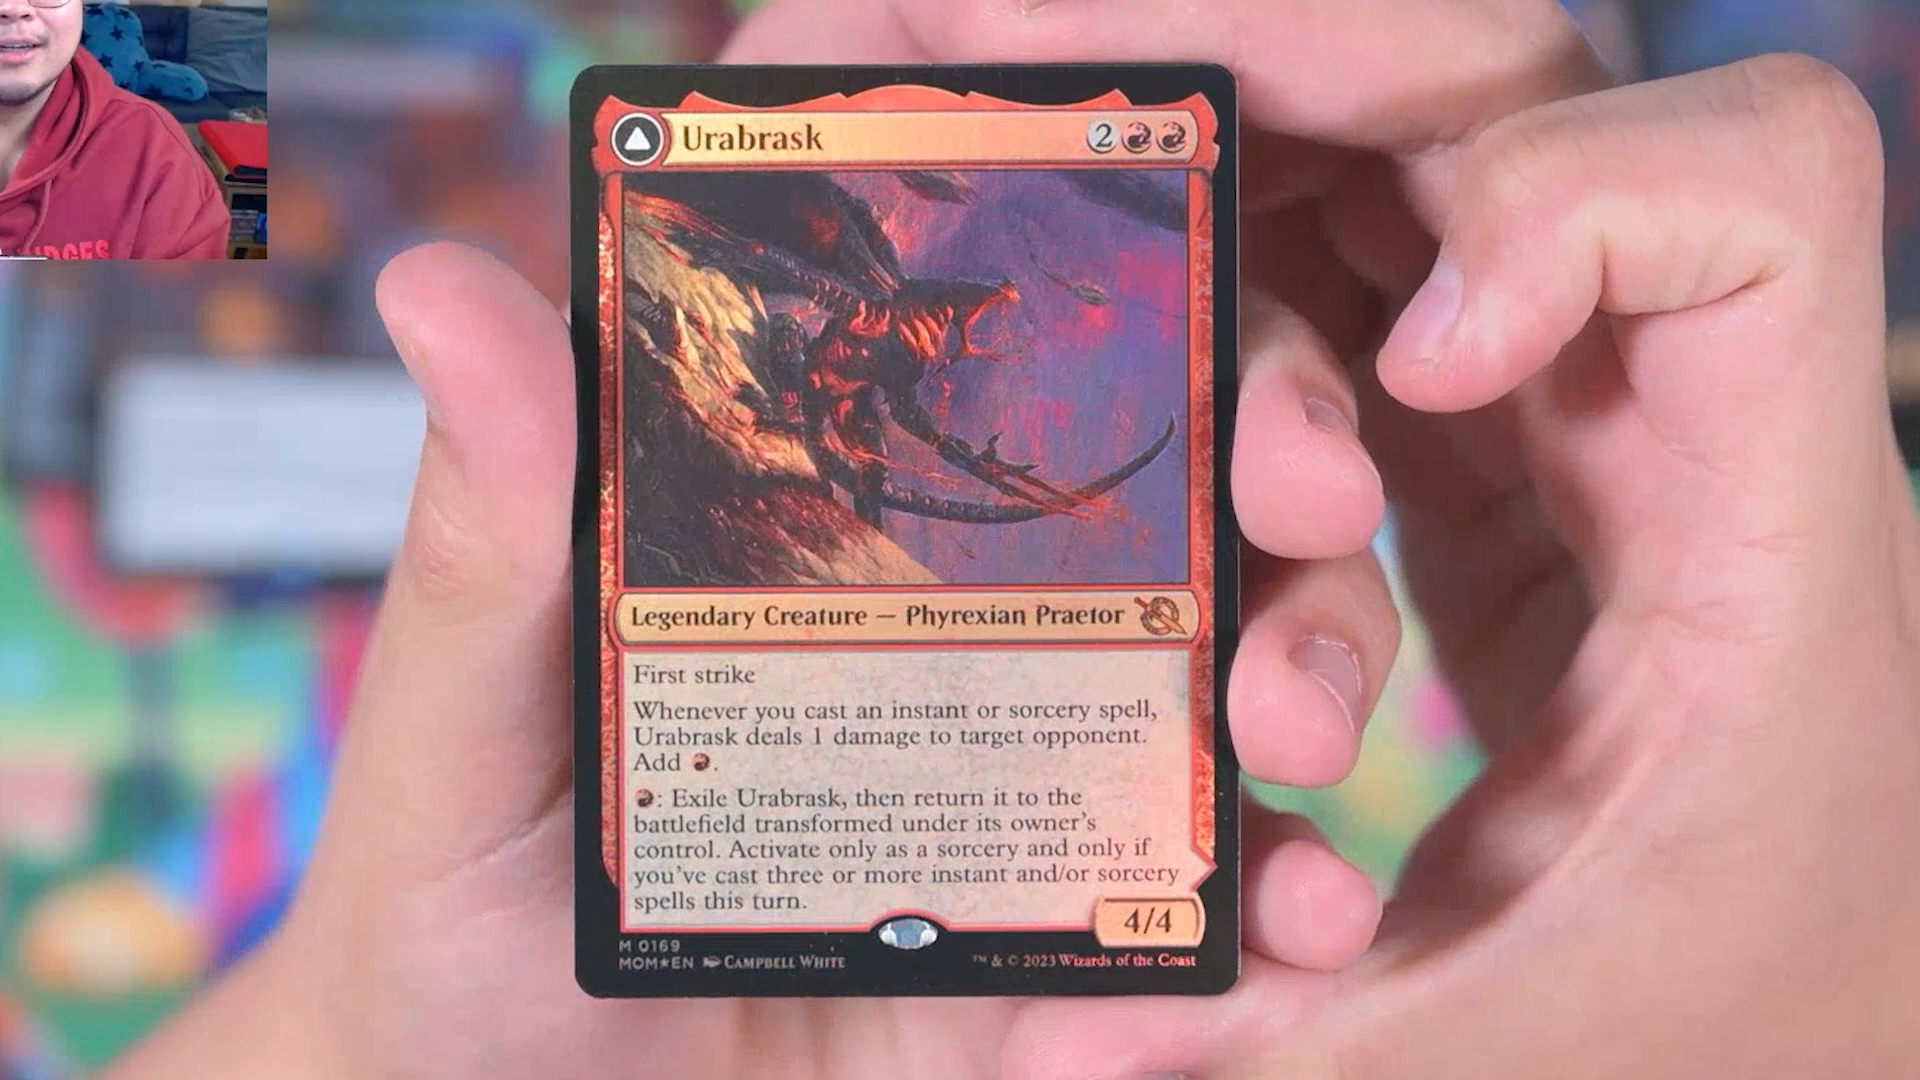 Urabrask 2
Legendary Creature — Phyrexian Praetor
First strike
Whenever you cast an instant or sorcery spell,
Urabrask deals 1 damage to target opponent.
Add .
: Exile Urabrask, then return it to the
battlefield transformed under its owner's
control. Activate only as a sorcery and only if
you've cast three or more instant and/or sorcery
spells this turn.
4/4
M 0169
MOM★EN CAMPBELL WHITE
™ & © 2023 Wizards of the Coast